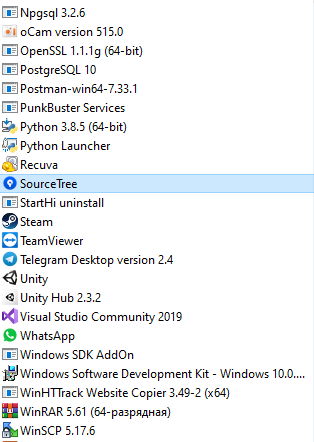 Npgsql 3.2.6
oCam version 515.0
OpenSSL 1.1.1g (64-bit)
PostgreSQL 10
Postman-win64-7.33.1
PunkBuster Services
Python 3.8.5 (64-bit)
Python Launcher
Recuva
SourceTree
StartHi uninstall
Steam
TeamViewer
Telegram Desktop version 2.4
Unity
Unity Hub 2.3.2
Visual Studio Community 2019
WhatsApp
Windows SDK AddOn
Windows Software Development Kit - Windows 10.0....
WinHTTrack Website Copier 3.49-2 (x64)
WinRAR 5.61 (64-разрядная)
WinSCP 5.17.6